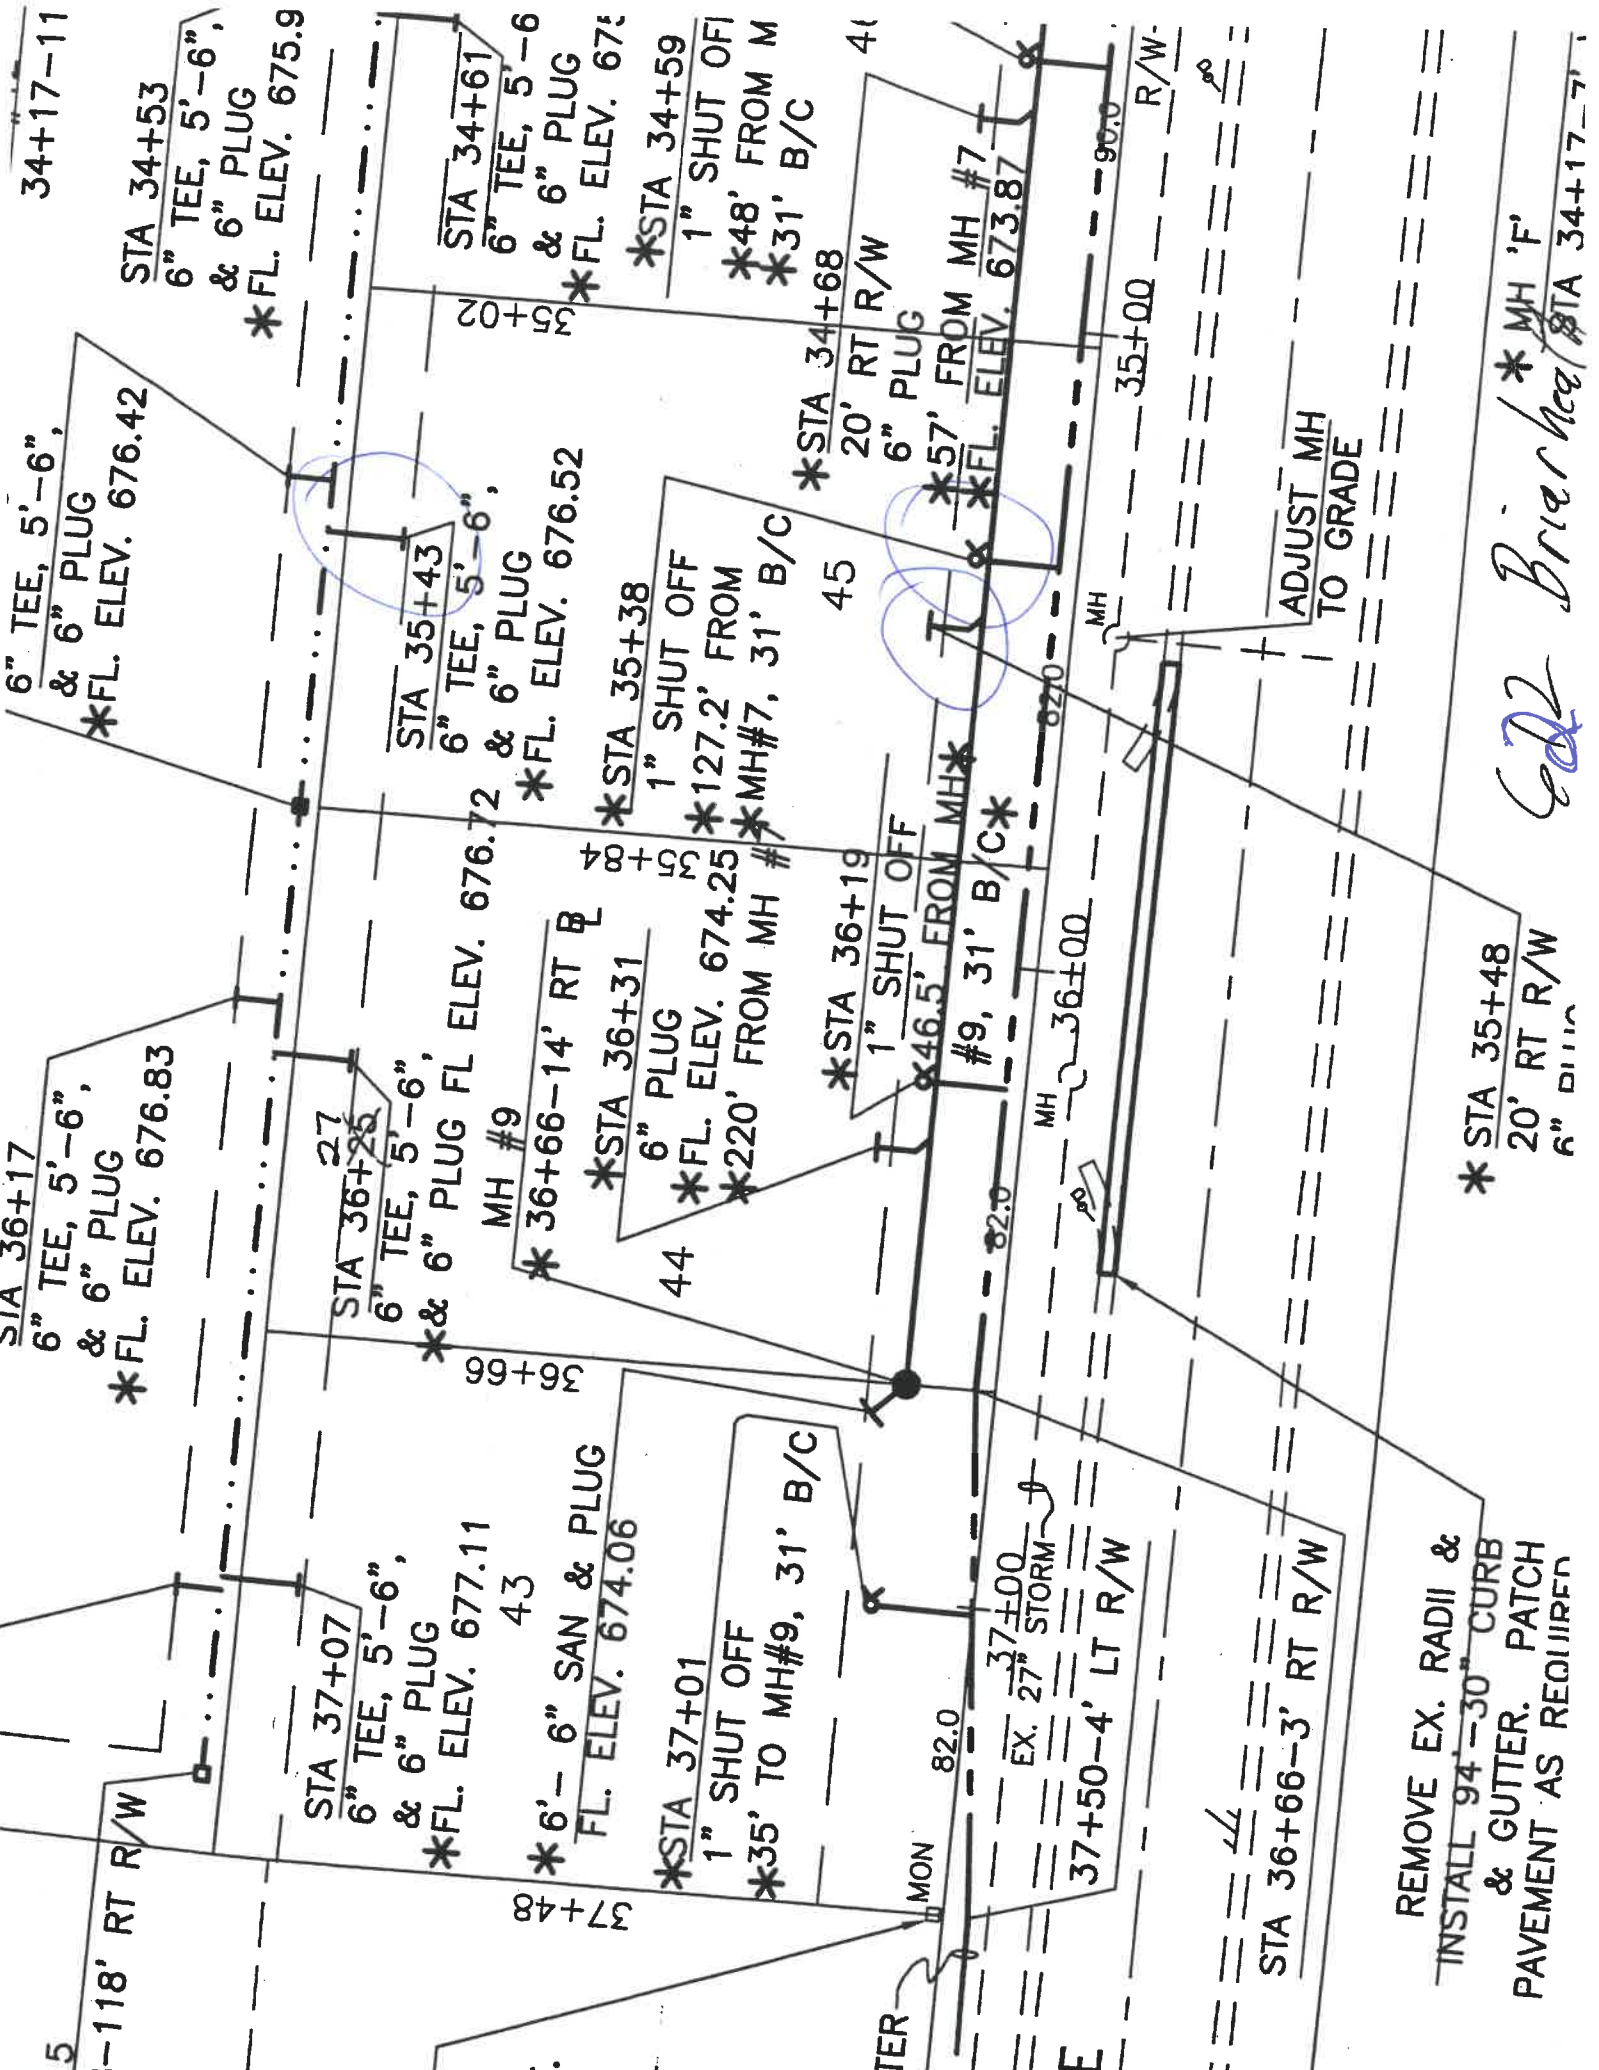 34+17-11
STA 34+53
6" TEE, 5'-6",
& 6" PLUG
*FL. ELEV. 675.9
STA 34+61
6" TEE, 5'-6
& 6" PLUG
*FL. ELEV. 675
*STA 34+59
1" SHUT OFF
*48' FROM M
*31' B/C
*STA 34+68
20' RT R/W
6" PLUG
*57' FROM MH #7
*FL. ELEV. 673.87
35+02
90.0
R/W-
35+00
6" TEE, 5'-6",
& 6" PLUG
*FL. ELEV. 676.42
STA 35+43
6" TEE, 5'-6",
& 6" PLUG
*FL. ELEV. 676.52
*STA 35+38
1" SHUT OFF
*127.2' FROM
*MH#7, 31' B/C
45
MH
82.0
ADJUST MH
TO GRADE
* MH 'F'
STA 34+17-7'
35+84
STA 36+17
6" TEE, 5'-6",
& 6" PLUG
*FL. ELEV. 676.83
27
STA 36+25
6" TEE, 5'-6",
*& 6" PLUG FL ELEV. 676.72
MH #9
*36+66-14' RT BL
*STA 36+31
6" PLUG
*FL. ELEV. 674.25
*220' FROM MH #7
44
*STA 36+19
1" SHUT OFF
*46.5' FROM MH*
#9, 31' B/C*
36+00
MH
82.0
*STA 35+48
20' RT R/W
36+66
STA 37+07
6" TEE, 5'-6",
& 6" PLUG
*FL. ELEV. 677.11
43
*6'- 6" SAN & PLUG
FL. ELEV. 674.06
*STA 37+01
1" SHUT OFF
*35' TO MH#9, 31' B/C
82.0
37+00
EX. 27" STORM
37+50-4' LT R/W
STA 36+66-3' RT R/W
REMOVE EX. RADII &
INSTALL 94'-30" CURB
& GUTTER. PATCH
PAVEMENT AS REQUIRED
37+48
MON
5
-118' RT R/W
TER
E